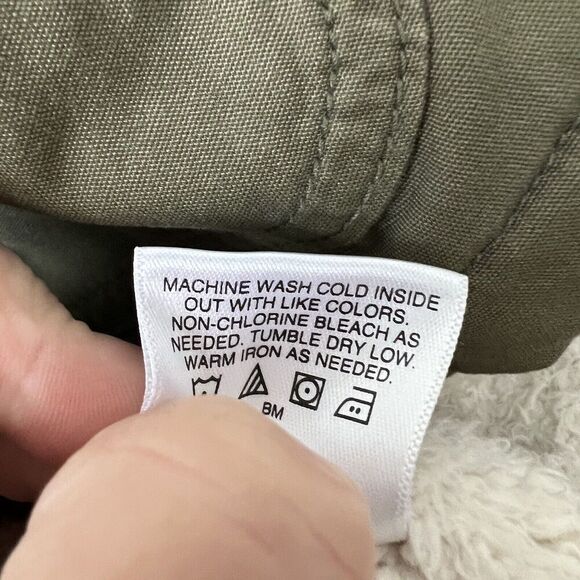 MACHINE WASH COLD INSIDE
OUT WITH LIKE COLORS.
NON-CHLORINE BLEACH AS
NEEDED. TUMBLE DRY LOW.
WARM IRON AS NEEDED.
BM